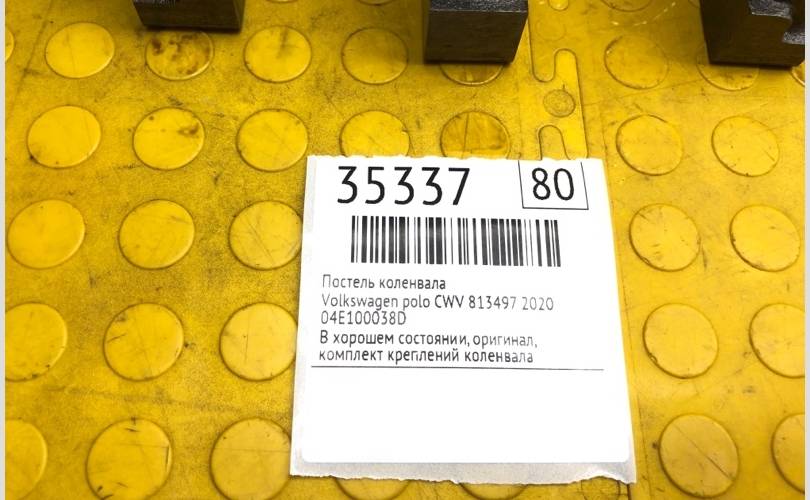 35337 80
Постель коленвала
Volkswagen polo CWV 813497 2020
04E100038D
В хорошем состоянии, оригинал,
комплект креплений коленвала